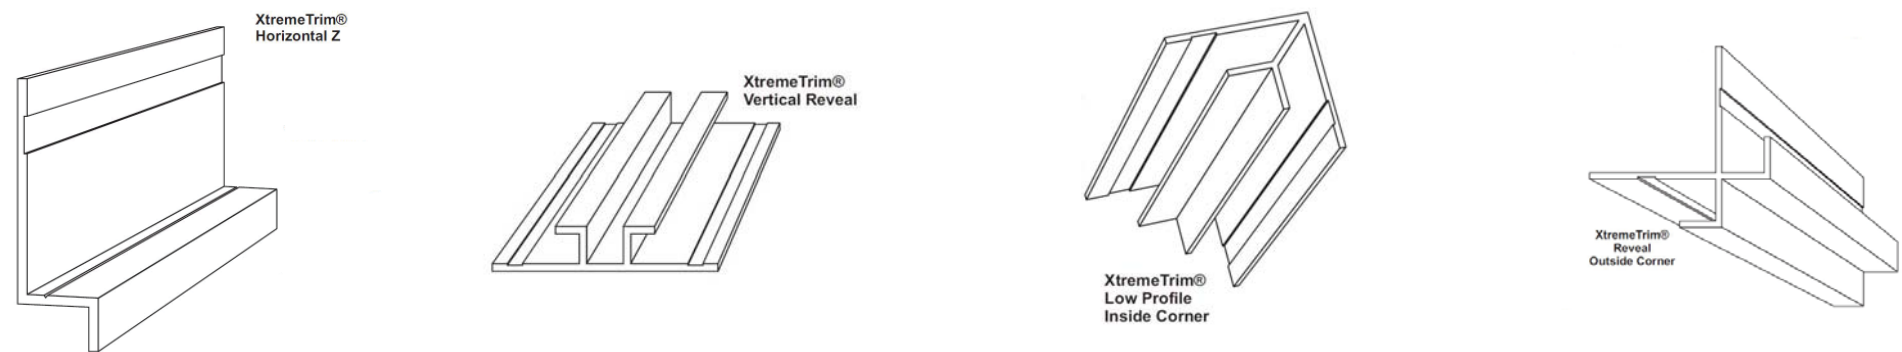 XtremeTrim®
Horizontal Z
XtremeTrim®
Vertical Reveal
XtremeTrim®
Low Profile
Inside Corner
XtremeTrim®
Reveal
Outside Corner